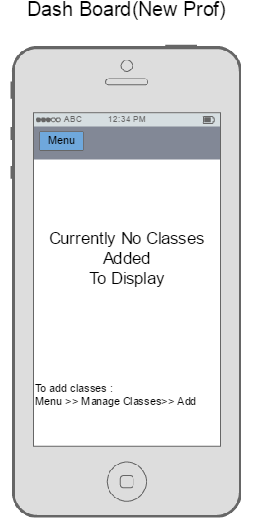 Dash Board(New Prof)
ABC 12:34 PM
Menu
Currently No Classes
Added
To Display
To add classes :
Menu >> Manage Classes>> Add